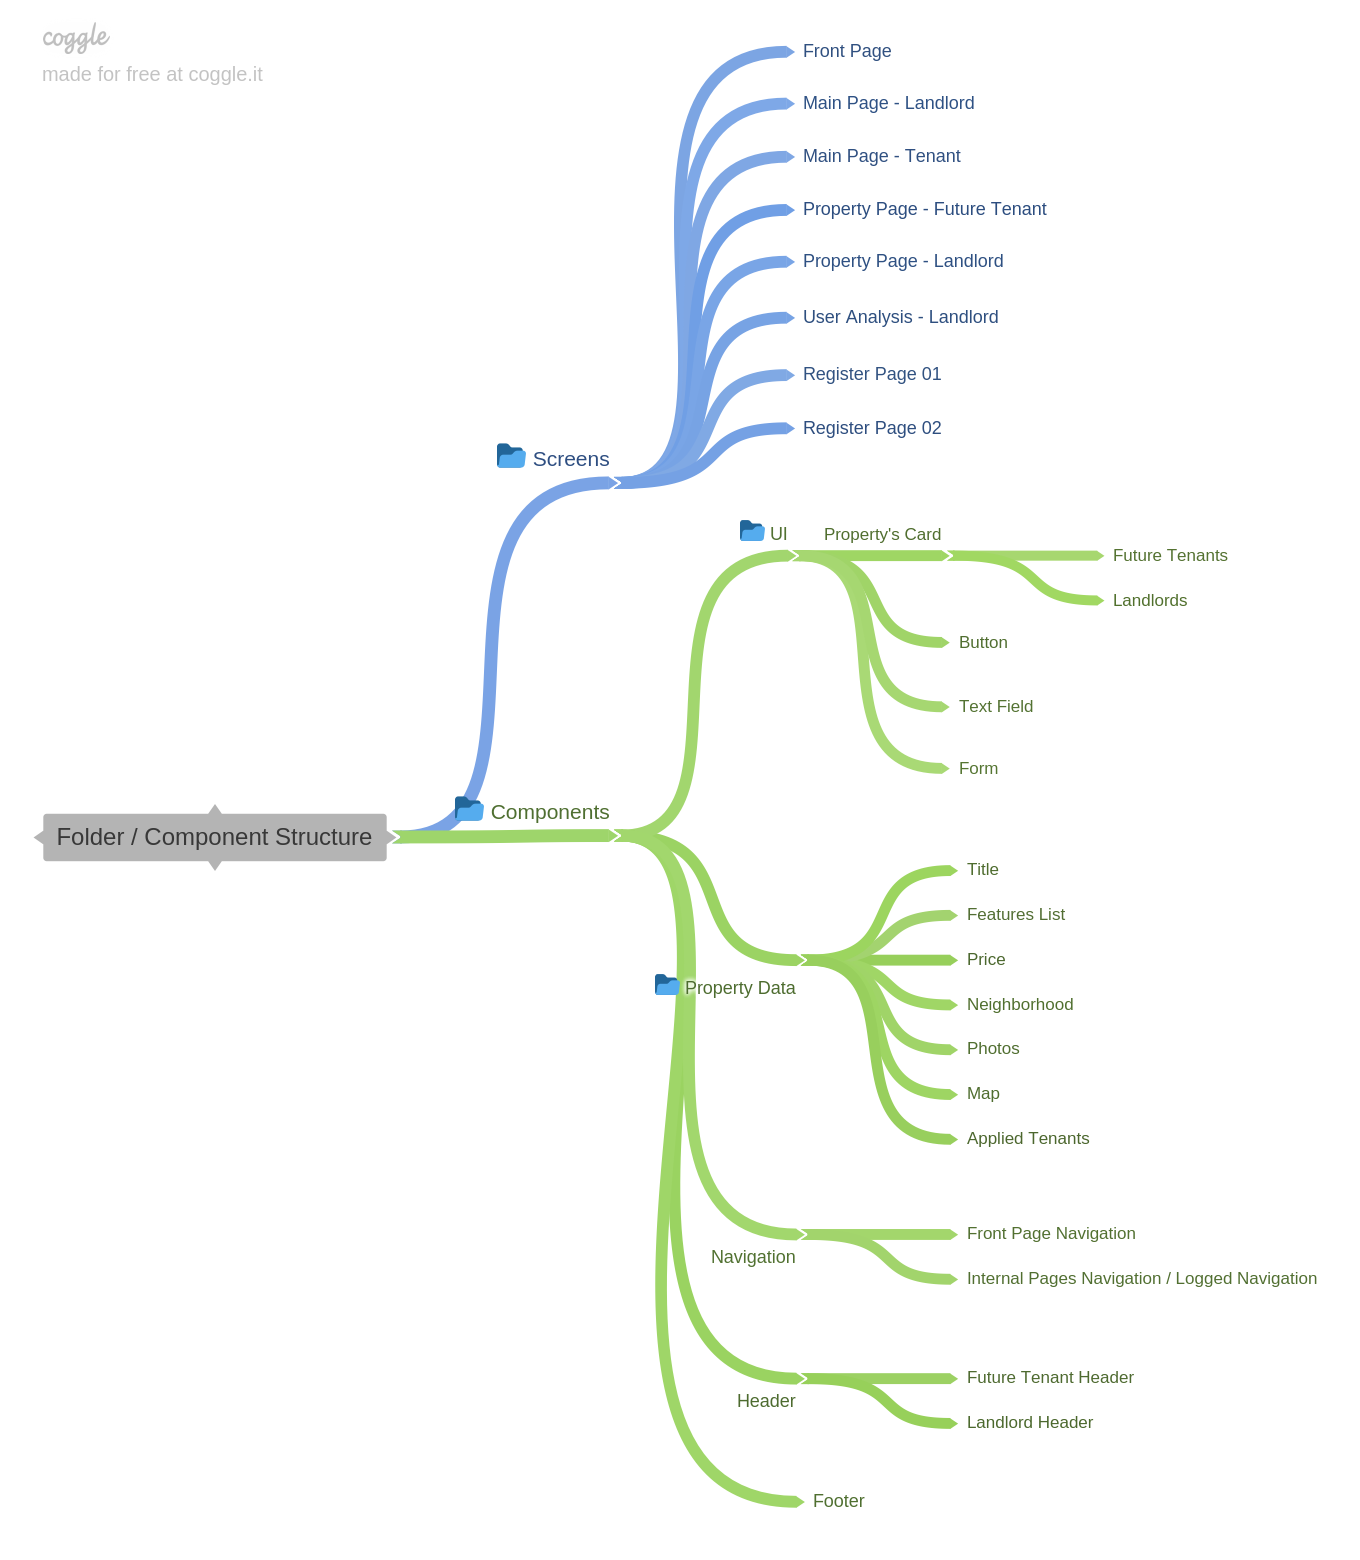 coggle
made for free at coggle.it
Front Page
Main Page - Landlord
Main Page - Tenant
Property Page - Future Tenant
Property Page - Landlord
User Analysis - Landlord
Register Page 01
Register Page 02
Screens
UI
Property's Card
Future Tenants
Landlords
Button
Text Field
Form
Components
Folder / Component Structure
Title
Features List
Price
Property Data
Neighborhood
Photos
Map
Applied Tenants
Front Page Navigation
Navigation
Internal Pages Navigation / Logged Navigation
Future Tenant Header
Header
Landlord Header
Footer